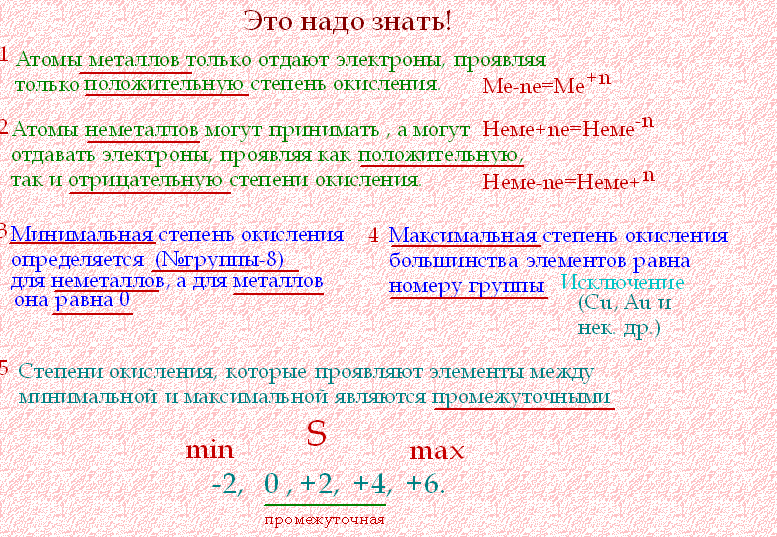 Это надо знать!
1 Атомы металлов только отдают электроны, проявляя
только положительную степень окисления.
Me-ne=Me+n
2 Атомы неметаллов могут принимать , а могут
отдавать электроны, проявляя как положительную,
так и отрицательную степени окисления.
Неме+ne=Неме-n
Неме-ne=Неме+n
3 Минимальная степень окисления
определяется (№группы-8)
для неметаллов, а для металлов
она равна 0
4 Максимальная степень окисления
большинства элементов равна
номеру группы Исключение
(Cu, Au и
нек. др.)
5 Степени окисления, которые проявляют элементы между
минимальной и максимальной являются промежуточными
min S max
-2, 0 , +2, +4, +6.
промежуточная